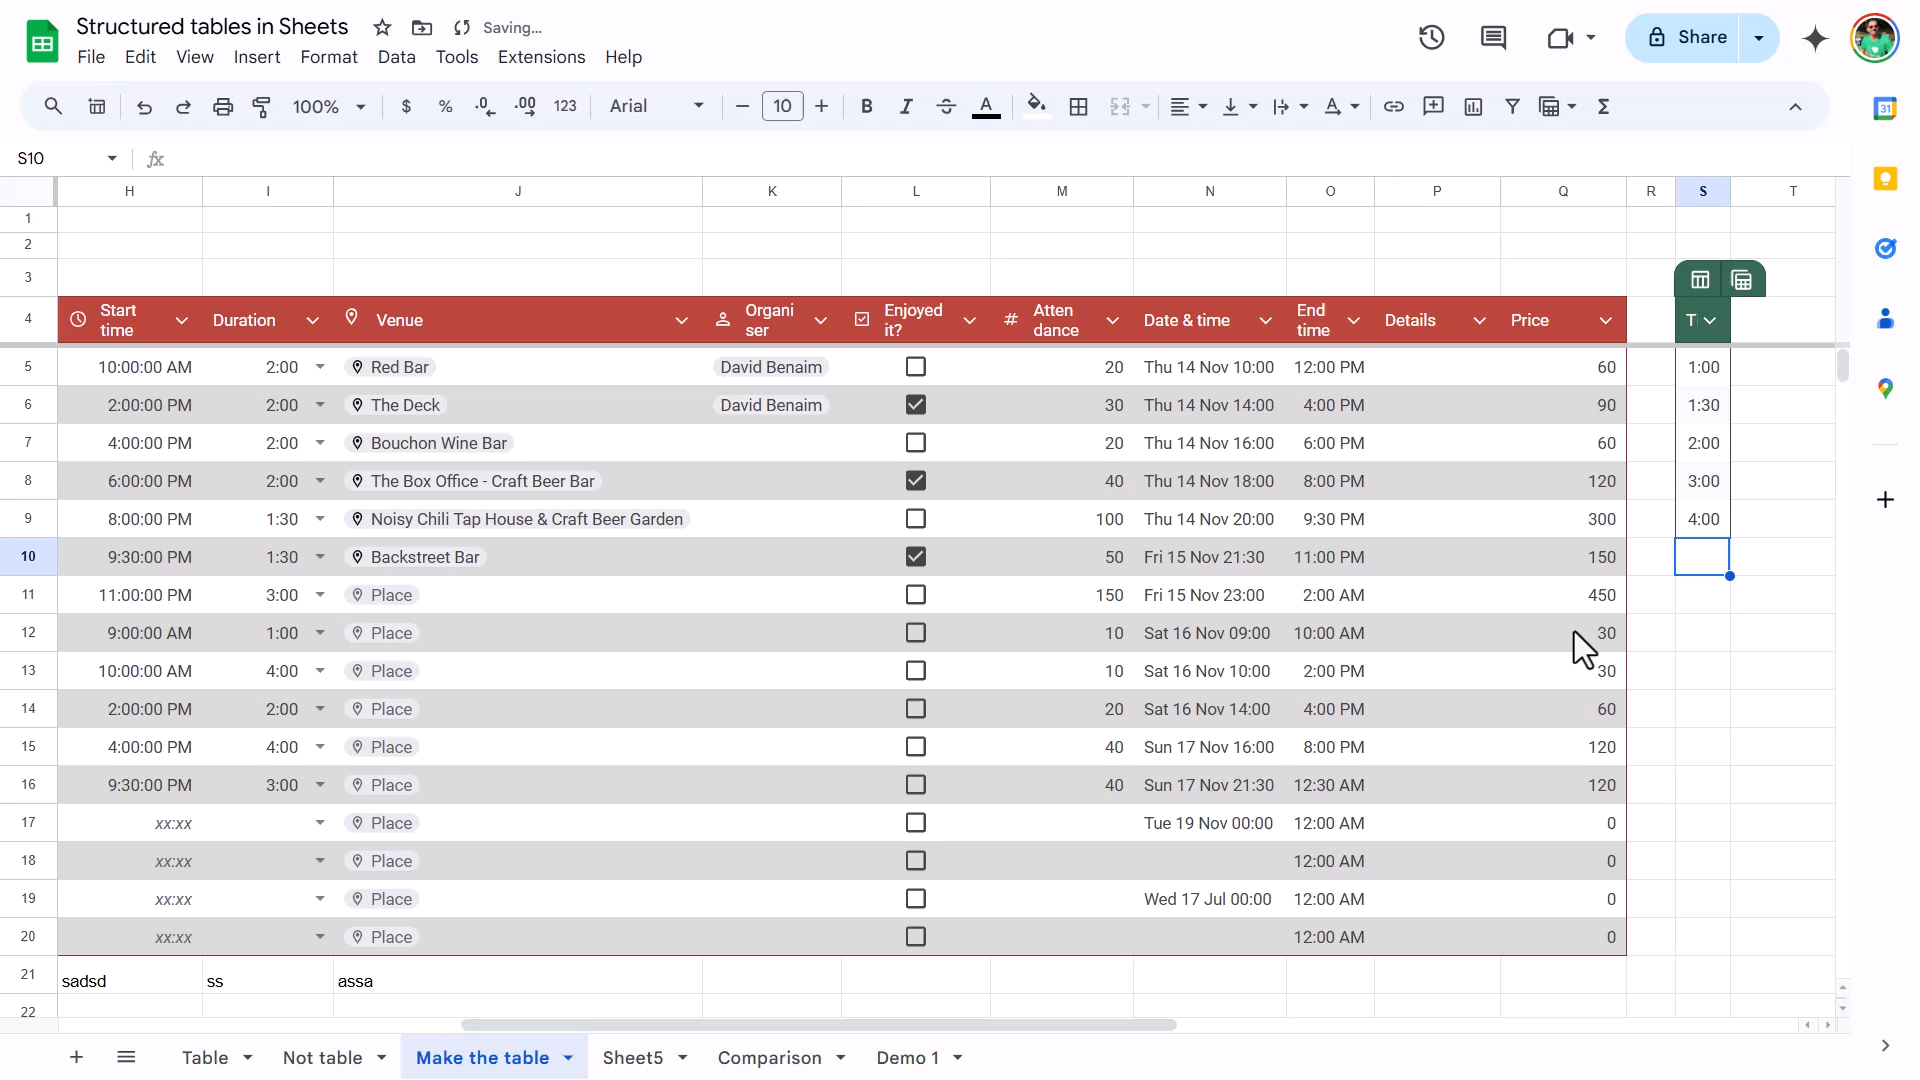 Structured tables in Sheets Saving...
File Edit View Insert Format Data Tools Extensions Help
Share
100% $ % .0 .00 123 Arial 10 B I A Σ
31
S10 fx
H I J K L M N O P Q R S T
1
2
3
4 Start time Duration Venue Organiser Enjoyed it? # Attendance Date & time End time Details Price T
5 10:00:00 AM 2:00 Red Bar David Benaim 20 Thu 14 Nov 10:00 12:00 PM 60 1:00
6 2:00:00 PM 2:00 The Deck David Benaim 30 Thu 14 Nov 14:00 4:00 PM 90 1:30
7 4:00:00 PM 2:00 Bouchon Wine Bar 20 Thu 14 Nov 16:00 6:00 PM 60 2:00
8 6:00:00 PM 2:00 The Box Office - Craft Beer Bar 40 Thu 14 Nov 18:00 8:00 PM 120 3:00
9 8:00:00 PM 1:30 Noisy Chili Tap House & Craft Beer Garden 100 Thu 14 Nov 20:00 9:30 PM 300 4:00
10 9:30:00 PM 1:30 Backstreet Bar 50 Fri 15 Nov 21:30 11:00 PM 150
11 11:00:00 PM 3:00 Place 150 Fri 15 Nov 23:00 2:00 AM 450
12 9:00:00 AM 1:00 Place 10 Sat 16 Nov 09:00 10:00 AM 30
13 10:00:00 AM 4:00 Place 10 Sat 16 Nov 10:00 2:00 PM 30
14 2:00:00 PM 2:00 Place 20 Sat 16 Nov 14:00 4:00 PM 60
15 4:00:00 PM 4:00 Place 40 Sun 17 Nov 16:00 8:00 PM 120
16 9:30:00 PM 3:00 Place 40 Sun 17 Nov 21:30 12:30 AM 120
17 xx:xx Place Tue 19 Nov 00:00 12:00 AM 0
18 xx:xx Place 12:00 AM 0
19 xx:xx Place Wed 17 Jul 00:00 12:00 AM 0
20 xx:xx Place 12:00 AM 0
21 sadsd ss assa
22
Table Not table Make the table Sheet5 Comparison Demo 1